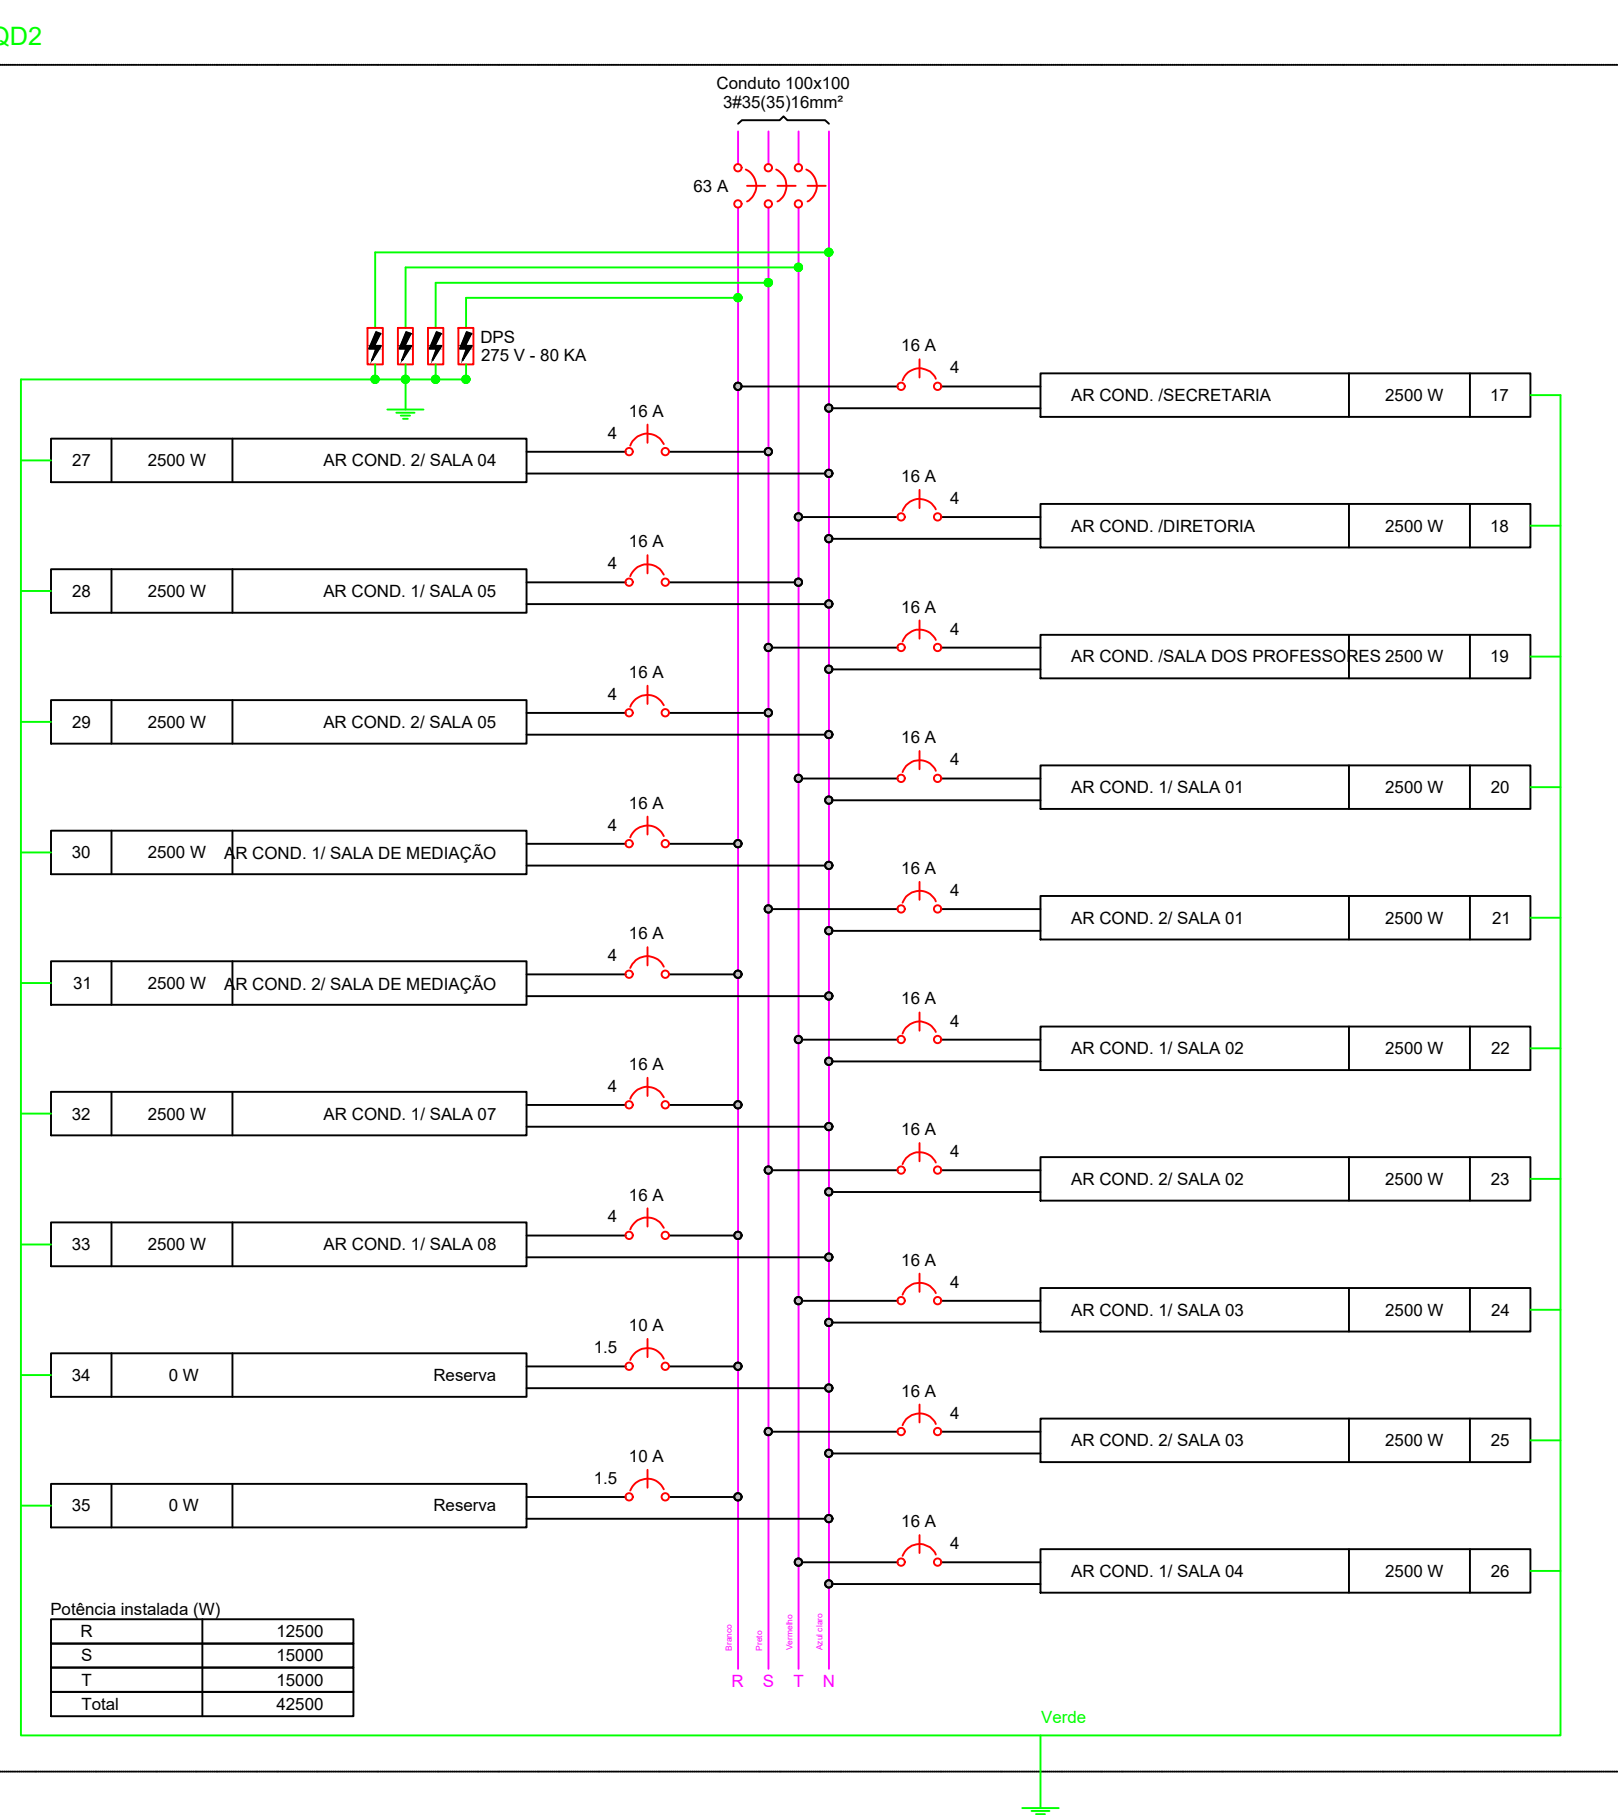 QD2
Conduto 100x100
3#35(35)16mm²
63 A
DPS
275 V - 80 KA
16 A
4
AR COND. /SECRETARIA 2500 W 17
16 A
4
27 2500 W AR COND. 2/ SALA 04
16 A
4
AR COND. /DIRETORIA 2500 W 18
16 A
4
28 2500 W AR COND. 1/ SALA 05
16 A
4
AR COND. /SALA DOS PROFESSORES 2500 W 19
16 A
4
29 2500 W AR COND. 2/ SALA 05
16 A
4
AR COND. 1/ SALA 01 2500 W 20
16 A
4
30 2500 W AR COND. 1/ SALA DE MEDIAÇÃO
16 A
4
AR COND. 2/ SALA 01 2500 W 21
16 A
4
31 2500 W AR COND. 2/ SALA DE MEDIAÇÃO
16 A
4
AR COND. 1/ SALA 02 2500 W 22
16 A
4
32 2500 W AR COND. 1/ SALA 07
16 A
4
AR COND. 2/ SALA 02 2500 W 23
16 A
4
33 2500 W AR COND. 1/ SALA 08
16 A
4
AR COND. 1/ SALA 03 2500 W 24
10 A
1.5
34 0 W Reserva
16 A
4
AR COND. 2/ SALA 03 2500 W 25
10 A
1.5
35 0 W Reserva
16 A
4
AR COND. 1/ SALA 04 2500 W 26
Potência instalada (W)
R 12500
S 15000
T 15000
Total 42500
Branco
Preto
Vermelho
Azul claro
R S T N
Verde